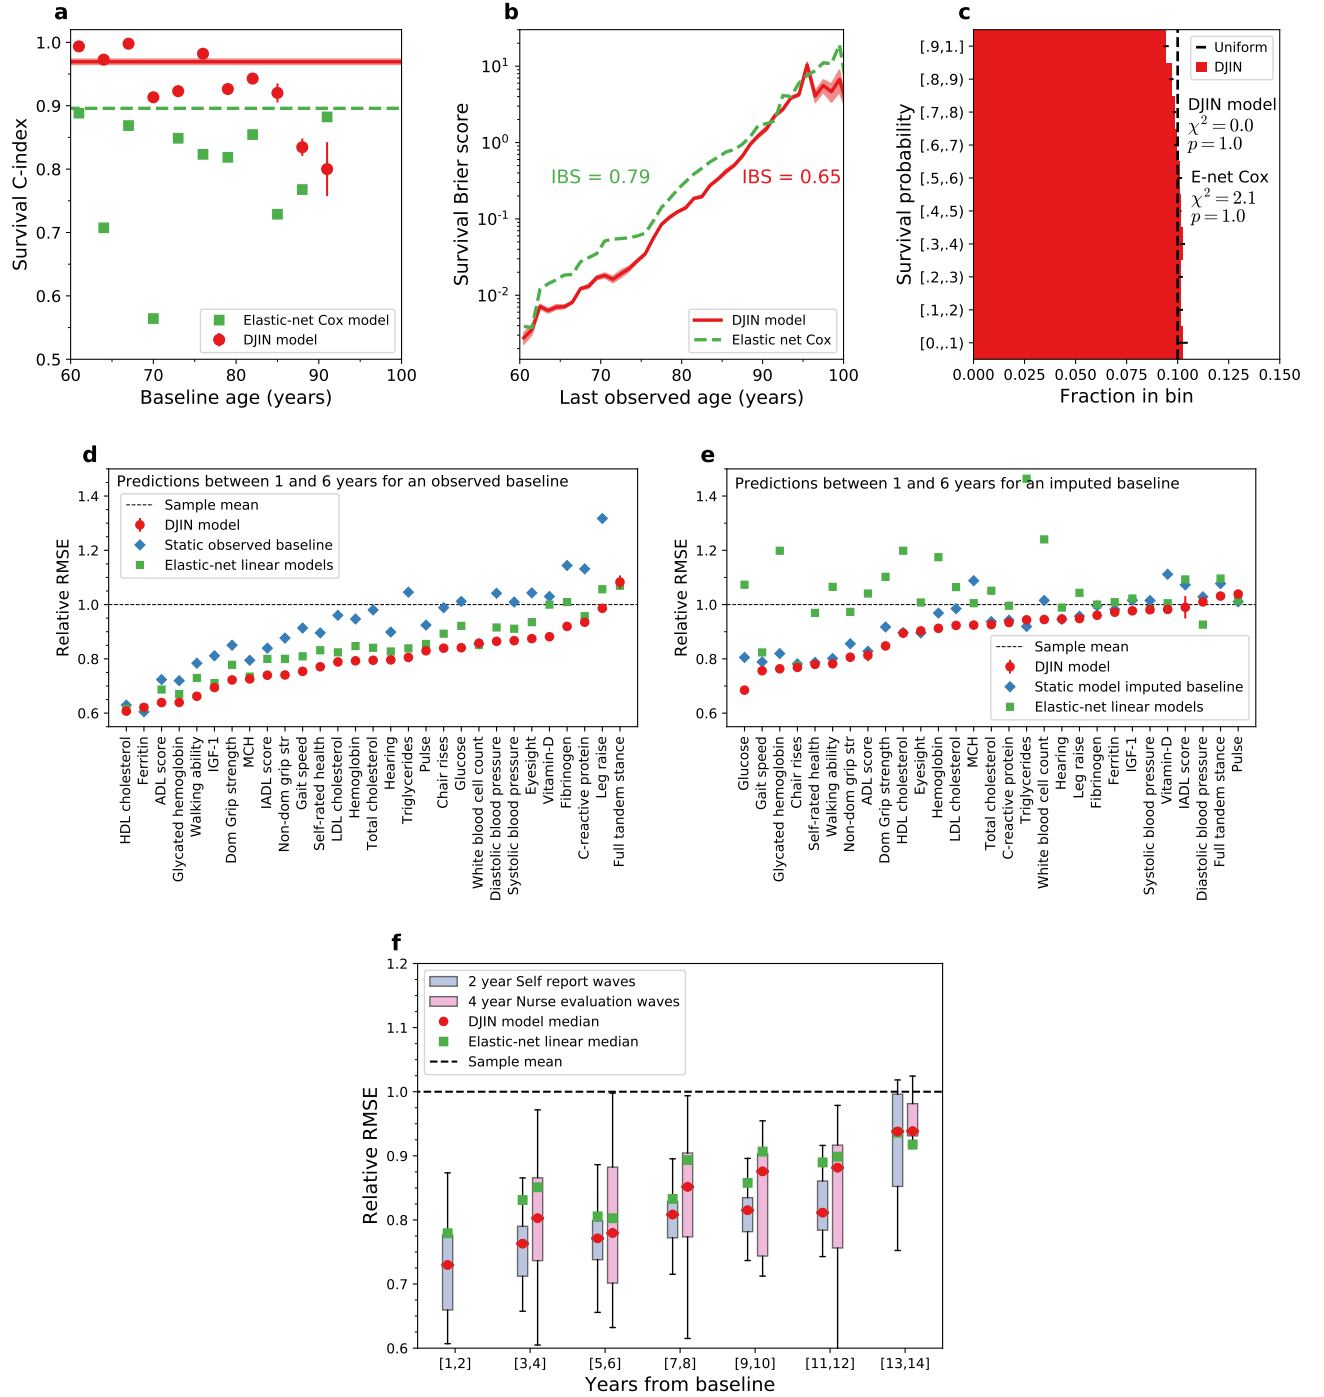 a
1.0
0.9
0.8
0.7
0.6
0.5
Survival C-index
Elastic-net Cox model
DJIN model
60
70
80
90
100
Baseline age (years)
b
10^1
10^0
10^-1
10^-2
Survival Brier score
IBS = 0.79
IBS = 0.65
DJIN model
Elastic net Cox
60
70
80
90
100
Last observed age (years)
c
[.9,1.]
[.8,.9)
[.7,.8)
[.6,.7)
[.5,.6)
[.4,.5)
[.3,.4)
[.2,.3)
[.1,.2)
[0.,.1)
Survival probability
Uniform
DJIN
DJIN model
χ² = 0.0
p = 1.0
E-net Cox
χ² = 2.1
p = 1.0
0.000
0.025
0.050
0.075
0.100
0.125
0.150
Fraction in bin
d
Predictions between 1 and 6 years for an observed baseline
Sample mean
DJIN model
Static observed baseline
Elastic-net linear models
1.4
1.2
1.0
0.8
0.6
Relative RMSE
HDL cholesterol
Ferritin
ADL score
Glycated hemoglobin
Walking ability
IGF-1
Dom Grip strength
MCH
IADL score
Non-dom grip str
Gait speed
Self-rated health
LDL cholesterol
Hemoglobin
Total cholesterol
Hearing
Triglycerides
Pulse
Chair rises
Glucose
White blood cell count
Diastolic blood pressure
Systolic blood pressure
Eyesight
Vitamin-D
Fibrinogen
C-reactive protein
Leg raise
Full tandem stance
e
Predictions between 1 and 6 years for an imputed baseline
1.4
1.2
1.0
0.8
0.6
Relative RMSE
Sample mean
DJIN model
Static model imputed baseline
Elastic-net linear models
Glucose
Gait speed
Glycated hemoglobin
Chair rises
Self-rated health
Walking ability
Non-dom grip str
ADL score
Dom Grip strength
HDL cholesterol
Eyesight
Hemoglobin
LDL cholesterol
MCH
Total cholesterol
C-reactive protein
Triglycerides
White blood cell count
Hearing
Leg raise
Fibrinogen
Ferritin
IGF-1
Systolic blood pressure
Vitamin-D
IADL score
Diastolic blood pressure
Full tandem stance
Pulse
f
1.2
1.1
1.0
0.9
0.8
0.7
0.6
Relative RMSE
2 year Self report waves
4 year Nurse evaluation waves
DJIN model median
Elastic-net linear median
Sample mean
[1,2]
[3,4]
[5,6]
[7,8]
[9,10]
[11,12]
[13,14]
Years from baseline